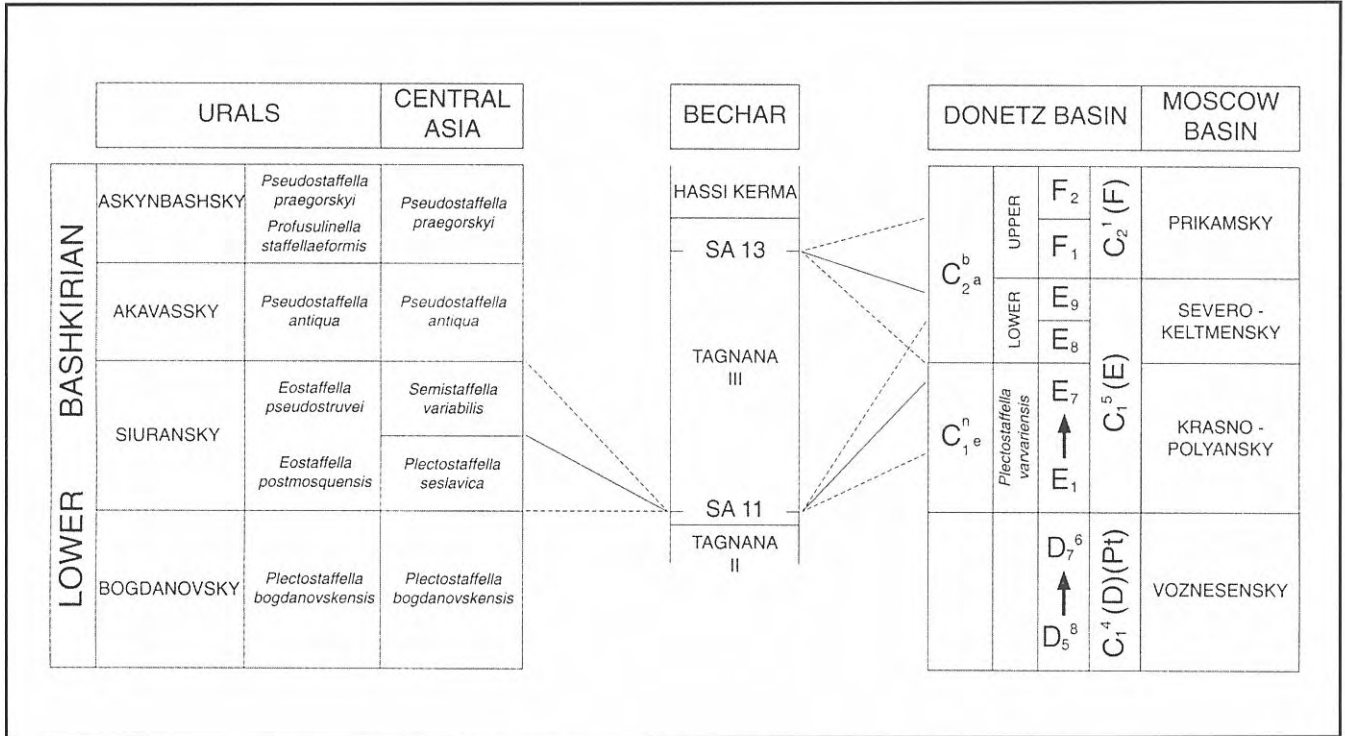 URALS
CENTRAL
ASIA
BECHAR
DONETZ BASIN
MOSCOW
BASIN
LOWER BASHKIRIAN
ASKYNBASHSKY
Pseudostaffella
praegorskyi
Profusulinella
staffellaeformis
Pseudostaffella
praegorskyi
AKAVASSKY
Pseudostaffella
antiqua
Pseudostaffella
antiqua
SIURANSKY
Eostaffella
pseudostruvei
Eostaffella
postmosquensis
Semistaffella
variabilis
Plectostaffella
seslavica
BOGDANOVSKY
Plectostaffella
bogdanovskensis
Plectostaffella
bogdanovskensis
HASSI KERMA
SA 13
TAGNANA
III
SA 11
TAGNANA
II
C₂ᵇₐ
UPPER
F₂
F₁
C₂¹ (F)
LOWER
E₉
E₈
C₁ⁿₑ
Plectostaffella
varvariensis
E₇
E₁
C₁⁵ (E)
D₇⁶
D₅⁸
C₁⁴ (D)(Pt)
PRIKAMSKY
SEVERO -
KELTMENSKY
KRASNO -
POLYANSKY
VOZNESENSKY